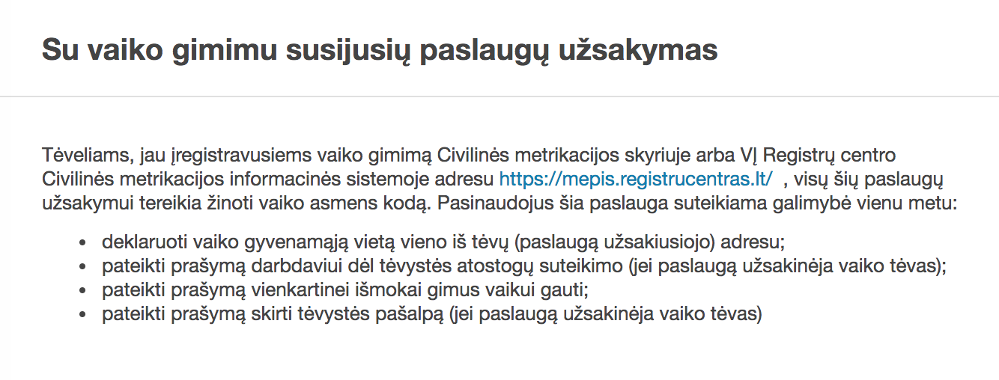 Su vaiko gimimu susijusių paslaugų užsakymas
Tėveliams, jau įregistravusiems vaiko gimimą Civilinės metrikacijos skyriuje arba VĮ Registrų centro
Civilinės metrikacijos informacinės sistemoje adresu https://mepis.registrucentras.lt/ , visų šių paslaugų
užsakymui tereikia žinoti vaiko asmens kodą. Pasinaudojus šia paslauga suteikiama galimybė vienu metu:
• deklaruoti vaiko gyvenamąją vietą vieno iš tėvų (paslaugą užsakiusiojo) adresu;
• pateikti prašymą darbdaviui dėl tėvystės atostogų suteikimo (jei paslaugą užsakinėja vaiko tėvas);
• pateikti prašymą vienkartinei išmokai gimus vaikui gauti;
• pateikti prašymą skirti tėvystės pašalpą (jei paslaugą užsakinėja vaiko tėvas)